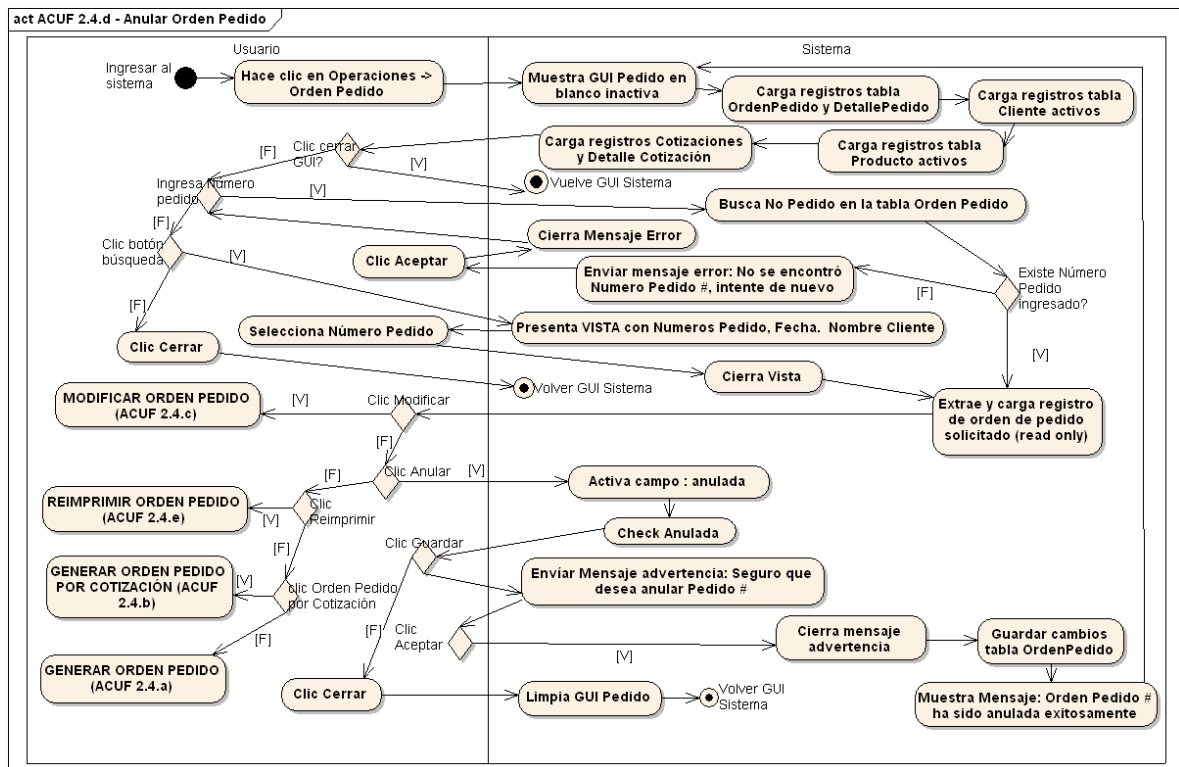 act ACUF 2.4.d - Anular Orden Pedido
Usuario
Sistema
Ingresar al
sistema
Hace clic en Operaciones ->
Orden Pedido
Muestra GUI Pedido en
blanco inactiva
Carga registros tabla
OrdenPedido y DetallePedido
Carga registros tabla
Cliente activos
Carga registros tabla
Producto activos
Carga registros Cotizaciones
y Detalle Cotización
Clic cerrar
GUI?
[F]
[V]
Vuelve GUI Sistema
Ingresa Número
pedido
[V]
[F]
Busca No Pedido en la tabla Orden Pedido
Cierra Mensaje Error
Clic Aceptar
Enviar mensaje error: No se encontró
Numero Pedido #, intente de nuevo
[F]
Existe Número
Pedido
ingresado?
[V]
Clic botón
búsqueda
[V]
[F]
Selecciona Número Pedido
Presenta VISTA con Numeros Pedido, Fecha.  Nombre Cliente
Clic Cerrar
Cierra Vista
Volver GUI Sistema
Extrae y carga registro
de orden de pedido
solicitado (read only)
MODIFICAR ORDEN PEDIDO
(ACUF 2.4.c)
[V]
Clic Modificar
[F]
Clic Anular
[V]
[F]
Activa campo : anulada
REIMPRIMIR ORDEN PEDIDO
(ACUF 2.4.e)
[V]
Clic
Reimprimir
[F]
Check Anulada
Clic Guardar
Envíar Mensaje advertencia: Seguro que
desea anular Pedido #
GENERAR ORDEN PEDIDO
POR COTIZACIÓN (ACUF
2.4.b)
[V]
clic Orden Pedido
por Cotización
[F]
[F]
Clic
Aceptar
[V]
Cierra mensaje
advertencia
Guardar cambios
tabla OrdenPedido
GENERAR ORDEN PEDIDO
(ACUF 2.4.a)
Clic Cerrar
Limpia GUI Pedido
Volver GUI
Sistema
Muestra Mensaje: Orden Pedido #
ha sido anulada exitosamente